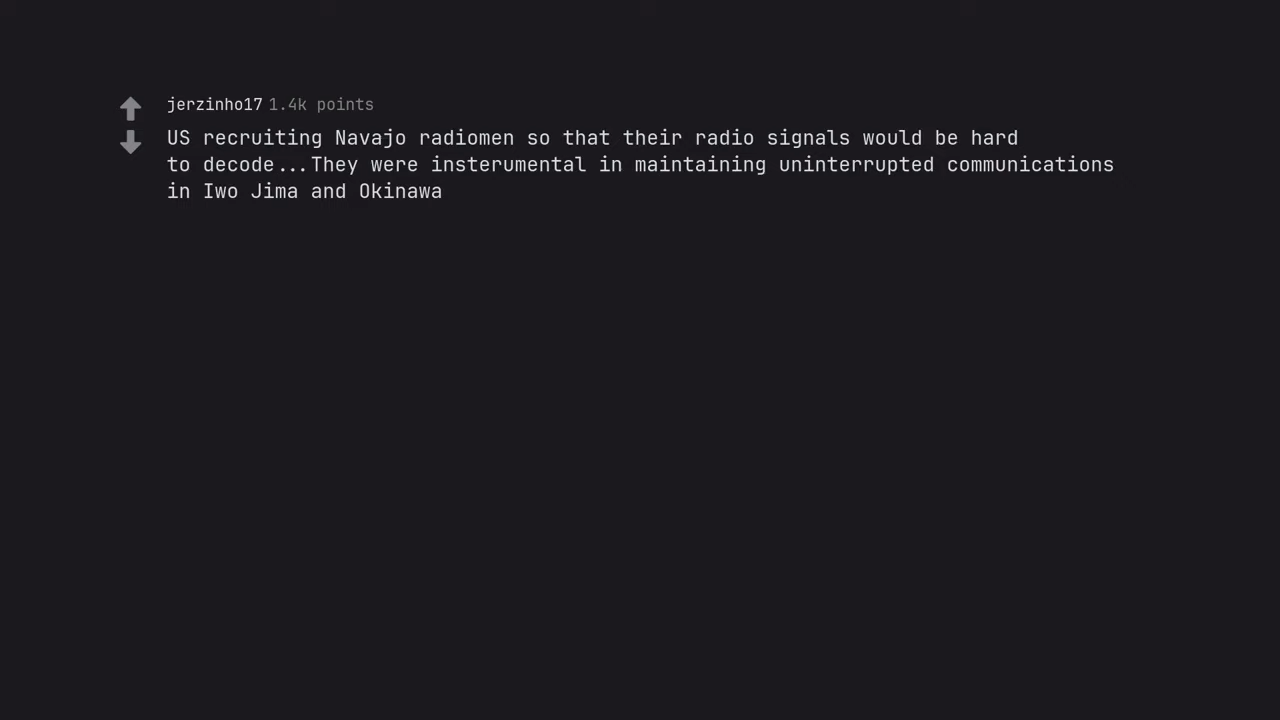 jerzinho17 1.4k points
US recruiting Navajo radiomen so that their radio signals would be hard
to decode...They were insterumental in maintaining uninterrupted communications
in Iwo Jima and Okinawa